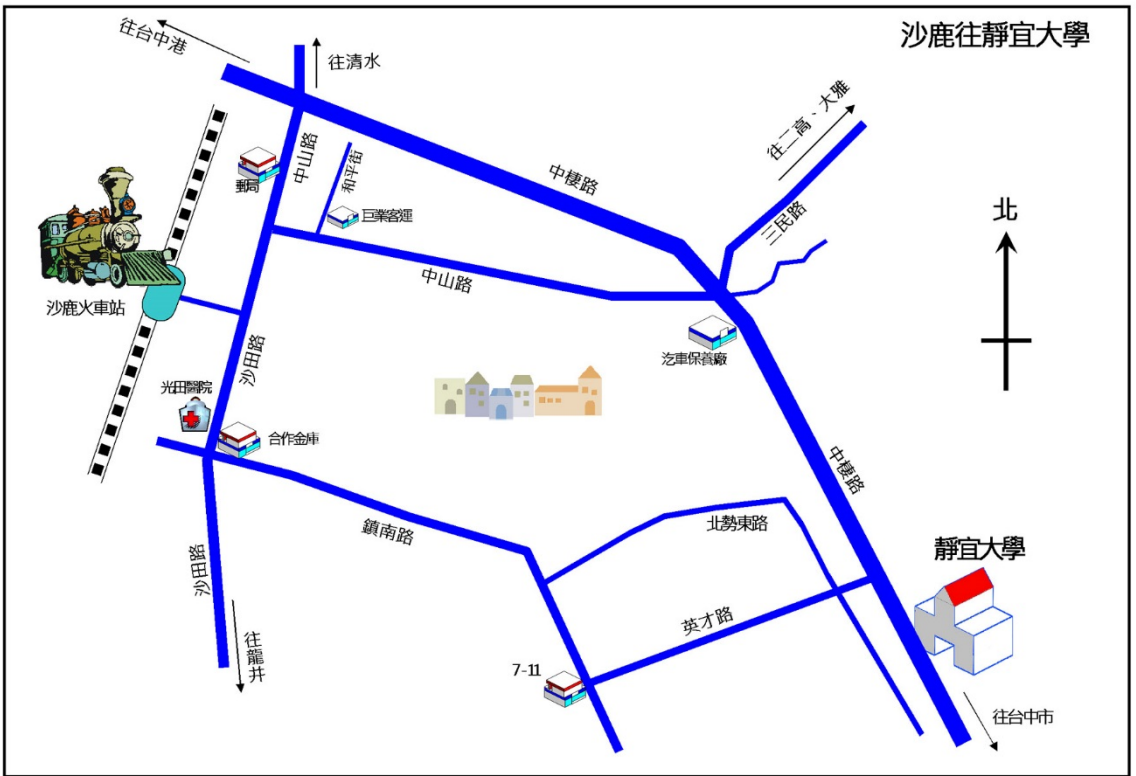 沙鹿往靜宜大學
往台中港
往清水
往二高、大雅
中山路
和平街
郵局
巨業客運
中棲路
三民路
北
中山路
沙鹿火車站
沙田路
汽車保養廠
光田醫院
合作金庫
中棲路
鎮南路
北勢東路
靜宜大學
沙田路
英才路
往龍井
7-11
往台中市